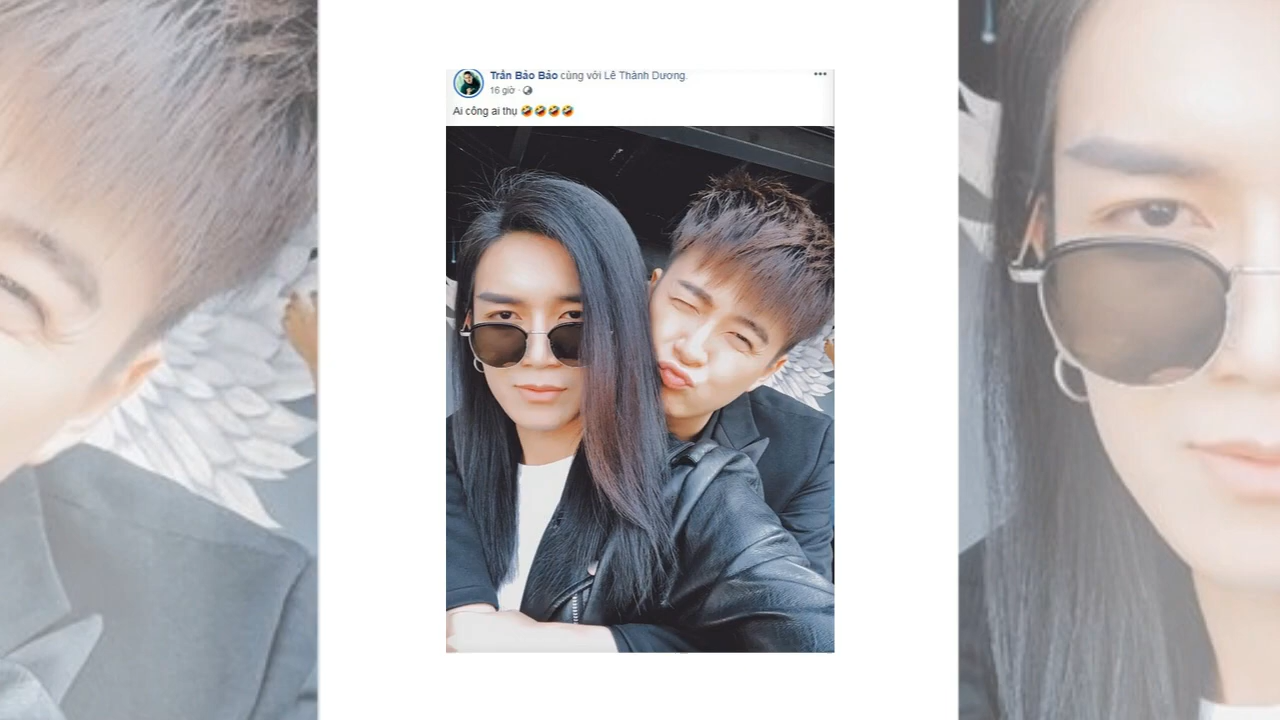 Trần Bảo Bảo cùng với Lê Thành Dương.
16 giờ ·
Ai công ai thụ 🤣🤣🤣🤣